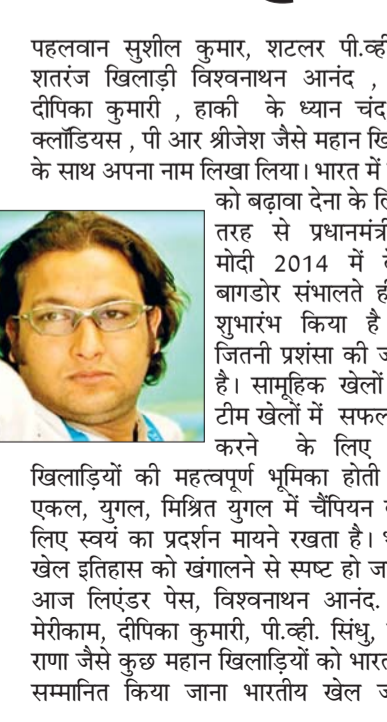 पहलवान सुशील कुमार, शटलर पी.व्ही
शतरंज खिलाड़ी विश्वनाथन आनंद ,
दीपिका कुमारी , हाकी के ध्यान चंद
क्लॉडियस , पी आर श्रीजेश जैसे महान खि
के साथ अपना नाम लिखा लिया। भारत में
को बढ़ावा देना के लि
तरह से प्रधानमंत्री
मोदी 2014 में दे
बागडोर संभालते ही
शुभारंभ किया है
जितनी प्रशंसा की ज
है। सामूहिक खेलों
टीम खेलों में सफल
करने के लिए
खिलाड़ियों की महत्वपूर्ण भूमिका होती
एकल, युगल, मिश्रित युगल में चैंपियन
लिए स्वयं का प्रदर्शन मायने रखता है।
खेल इतिहास को खंगालने से स्पष्ट हो जा
आज लिएंडर पेस, विश्वनाथन आनंद.
मेरीकाम, दीपिका कुमारी, पी.व्ही. सिंधु,
राणा जैसे कुछ महान खिलाड़ियों को भारत
सम्मानित किया जाना भारतीय खेल ज